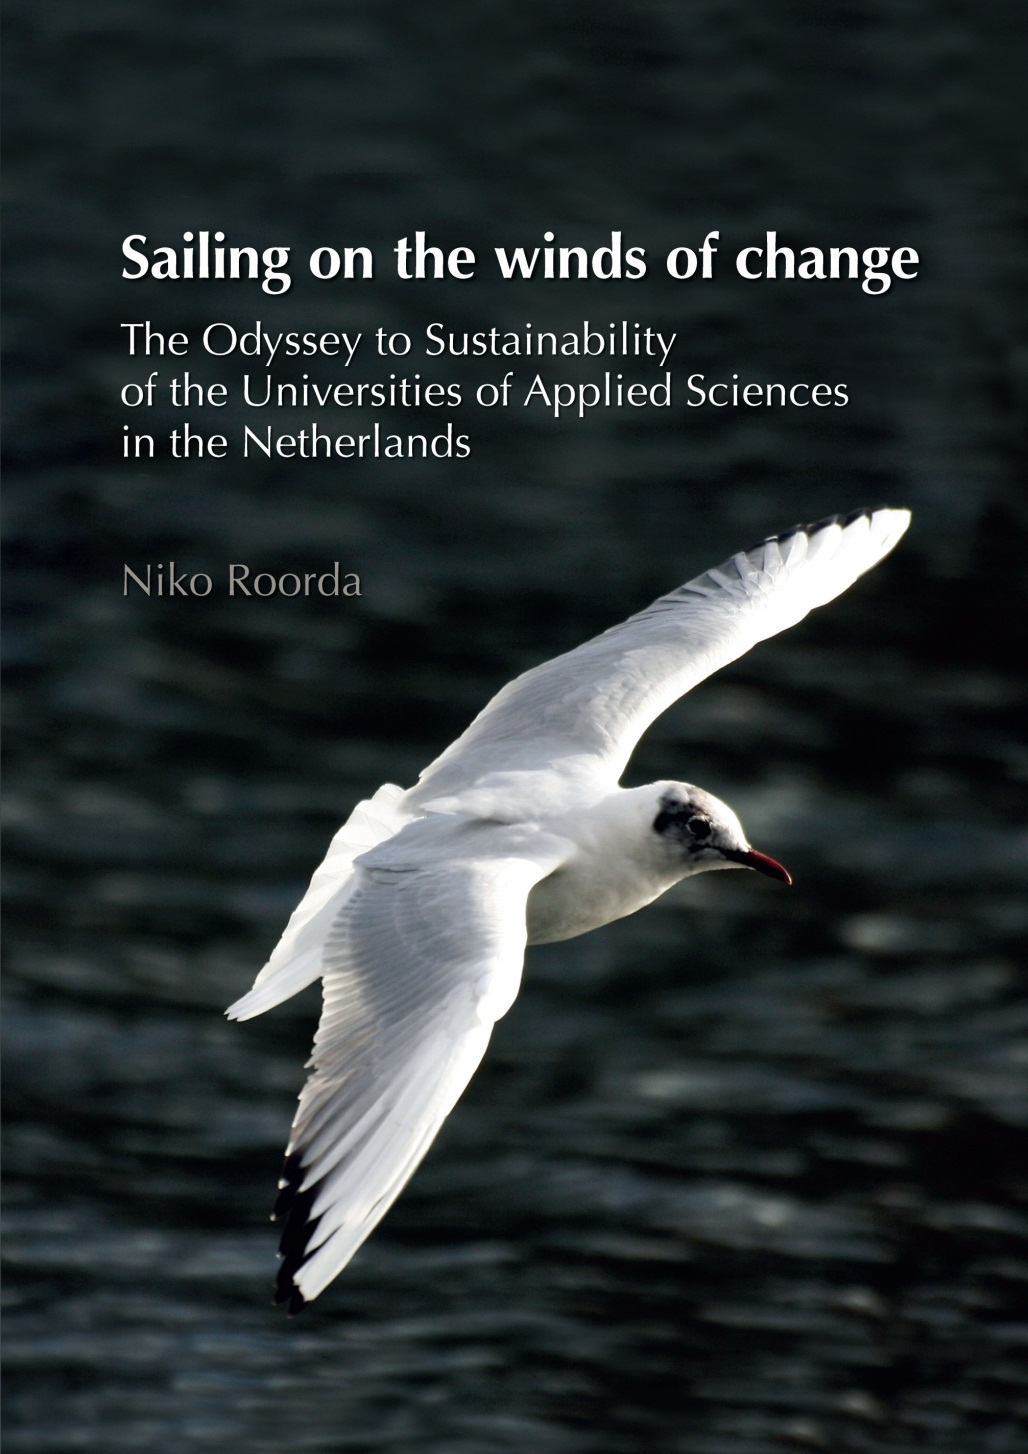 Sailing on the winds of change
The Odyssey to Sustainability
of the Universities of Applied Sciences
in the Netherlands
Niko Roorda